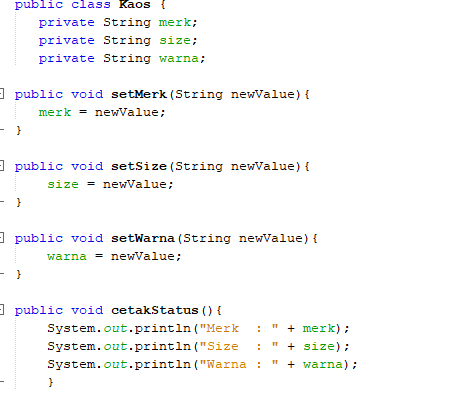 public class Kaos {
   private String merk;
   private String size;
   private String warna;

public void setMerk(String newValue){
   merk = newValue;
}

public void setSize(String newValue){
    size = newValue;
}

public void setWarna(String newValue){
    warna = newValue;
}

public void cetakStatus(){
    System.out.println("Merk  : " + merk);
    System.out.println("Size  : " + size);
    System.out.println("Warna : " + warna);
    }